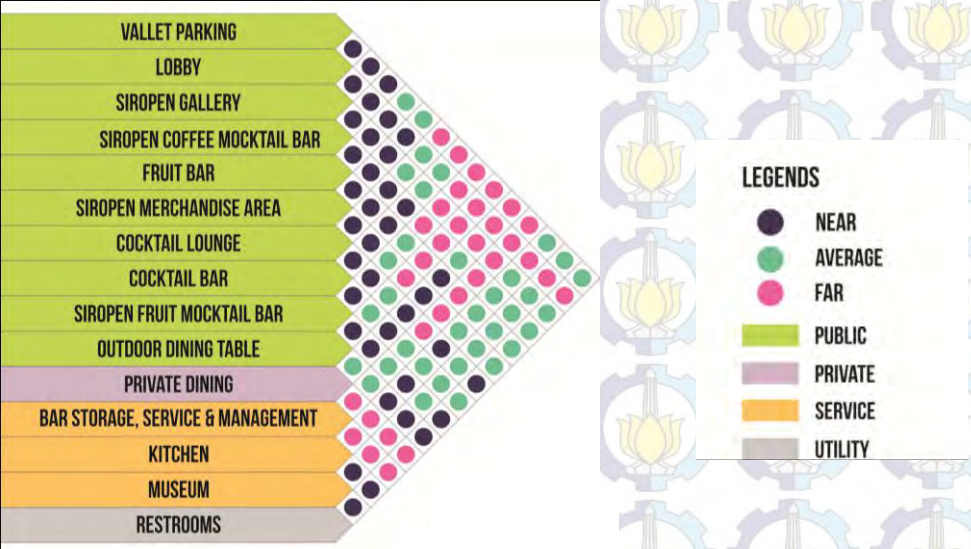 VALLET PARKING
LOBBY
SIROPEN GALLERY
SIROPEN COFFEE MOCKTAIL BAR
FRUIT BAR
SIROPEN MERCHANDISE AREA
COCKTAIL LOUNGE
COCKTAIL BAR
SIROPEN FRUIT MOCKTAIL BAR
OUTDOOR DINING TABLE
PRIVATE DINING
BAR STORAGE, SERVICE & MANAGEMENT
KITCHEN
MUSEUM
RESTROOMS
LEGENDS
NEAR
AVERAGE
FAR
PUBLIC
PRIVATE
SERVICE
UTILITY